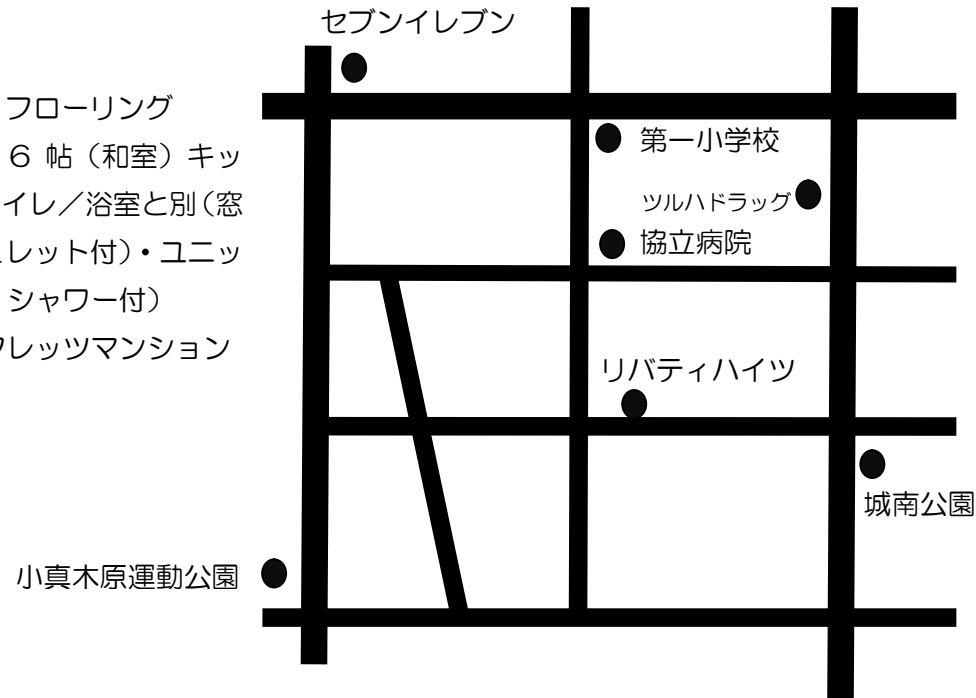 セブンイレブン
フローリング
6 帖（和室）キッ
イレ／浴室と別（窓
レット付）・ユニッ
シャワー付）
レッツマンション
第一小学校
ツルハドラッグ
協立病院
リバティハイツ
城南公園
小真木原運動公園